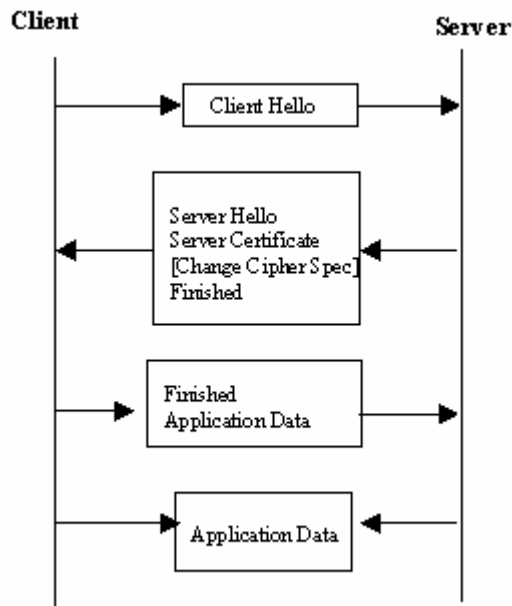 Client
Server
Client Hello
Server Hello
Server Certificate
[Change Cipher Spec]
Finished
Finished
Application Data
Application Data